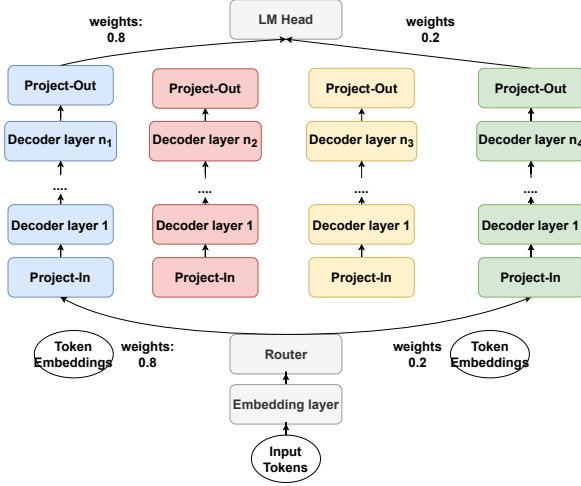 weights:
0.8
LM Head
weights
0.2
Project-Out
Project-Out
Project-Out
Project-Out
Decoder layer n1
Decoder layer n2
Decoder layer n3
Decoder layer n4
....
....
....
....
Decoder layer 1
Decoder layer 1
Decoder layer 1
Decoder layer 1
Project-In
Project-In
Project-In
Project-In
Token
Embeddings
weights:
0.8
Router
weights
0.2
Token
Embeddings
Embedding layer
Input
Tokens